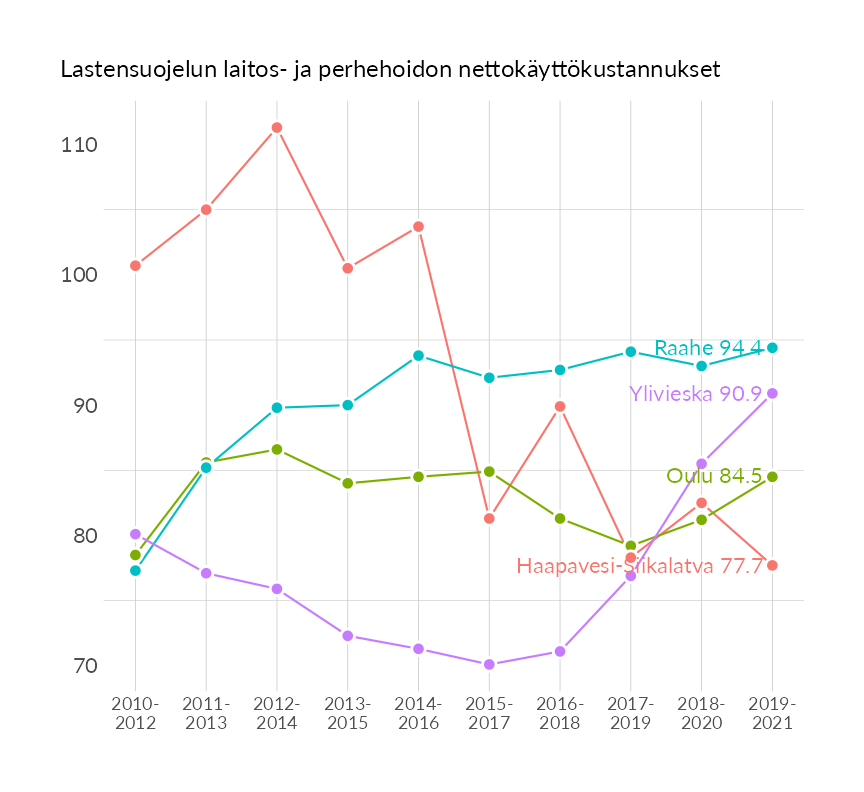 Lastensuojelun laitos- ja perhehoidon nettokäyttökustannukset
110
100
90
80
70
Raahe 94.4
Ylivieska 90.9
Oulu 84.5
Haapavesi-Siikalatva 77.7
2010- 2011- 2012- 2013- 2014- 2015- 2016- 2017- 2018- 2019-
2012 2013 2014 2015 2016 2017 2018 2019 2020 2021